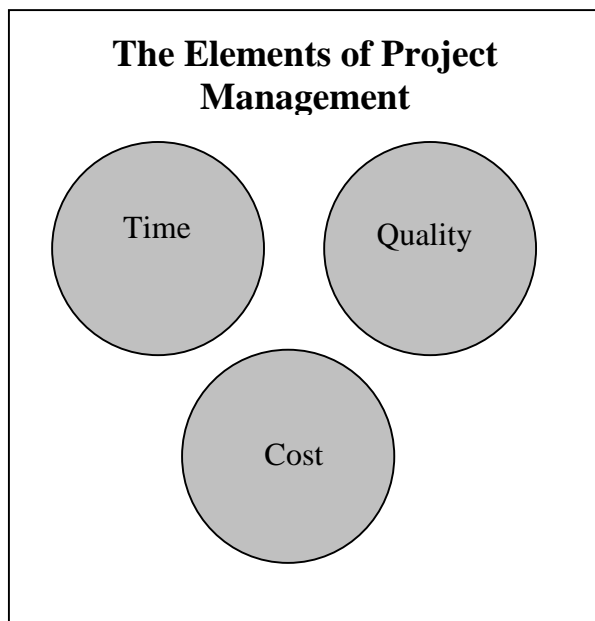 The Elements of Project
Management
Time
Quality
Cost